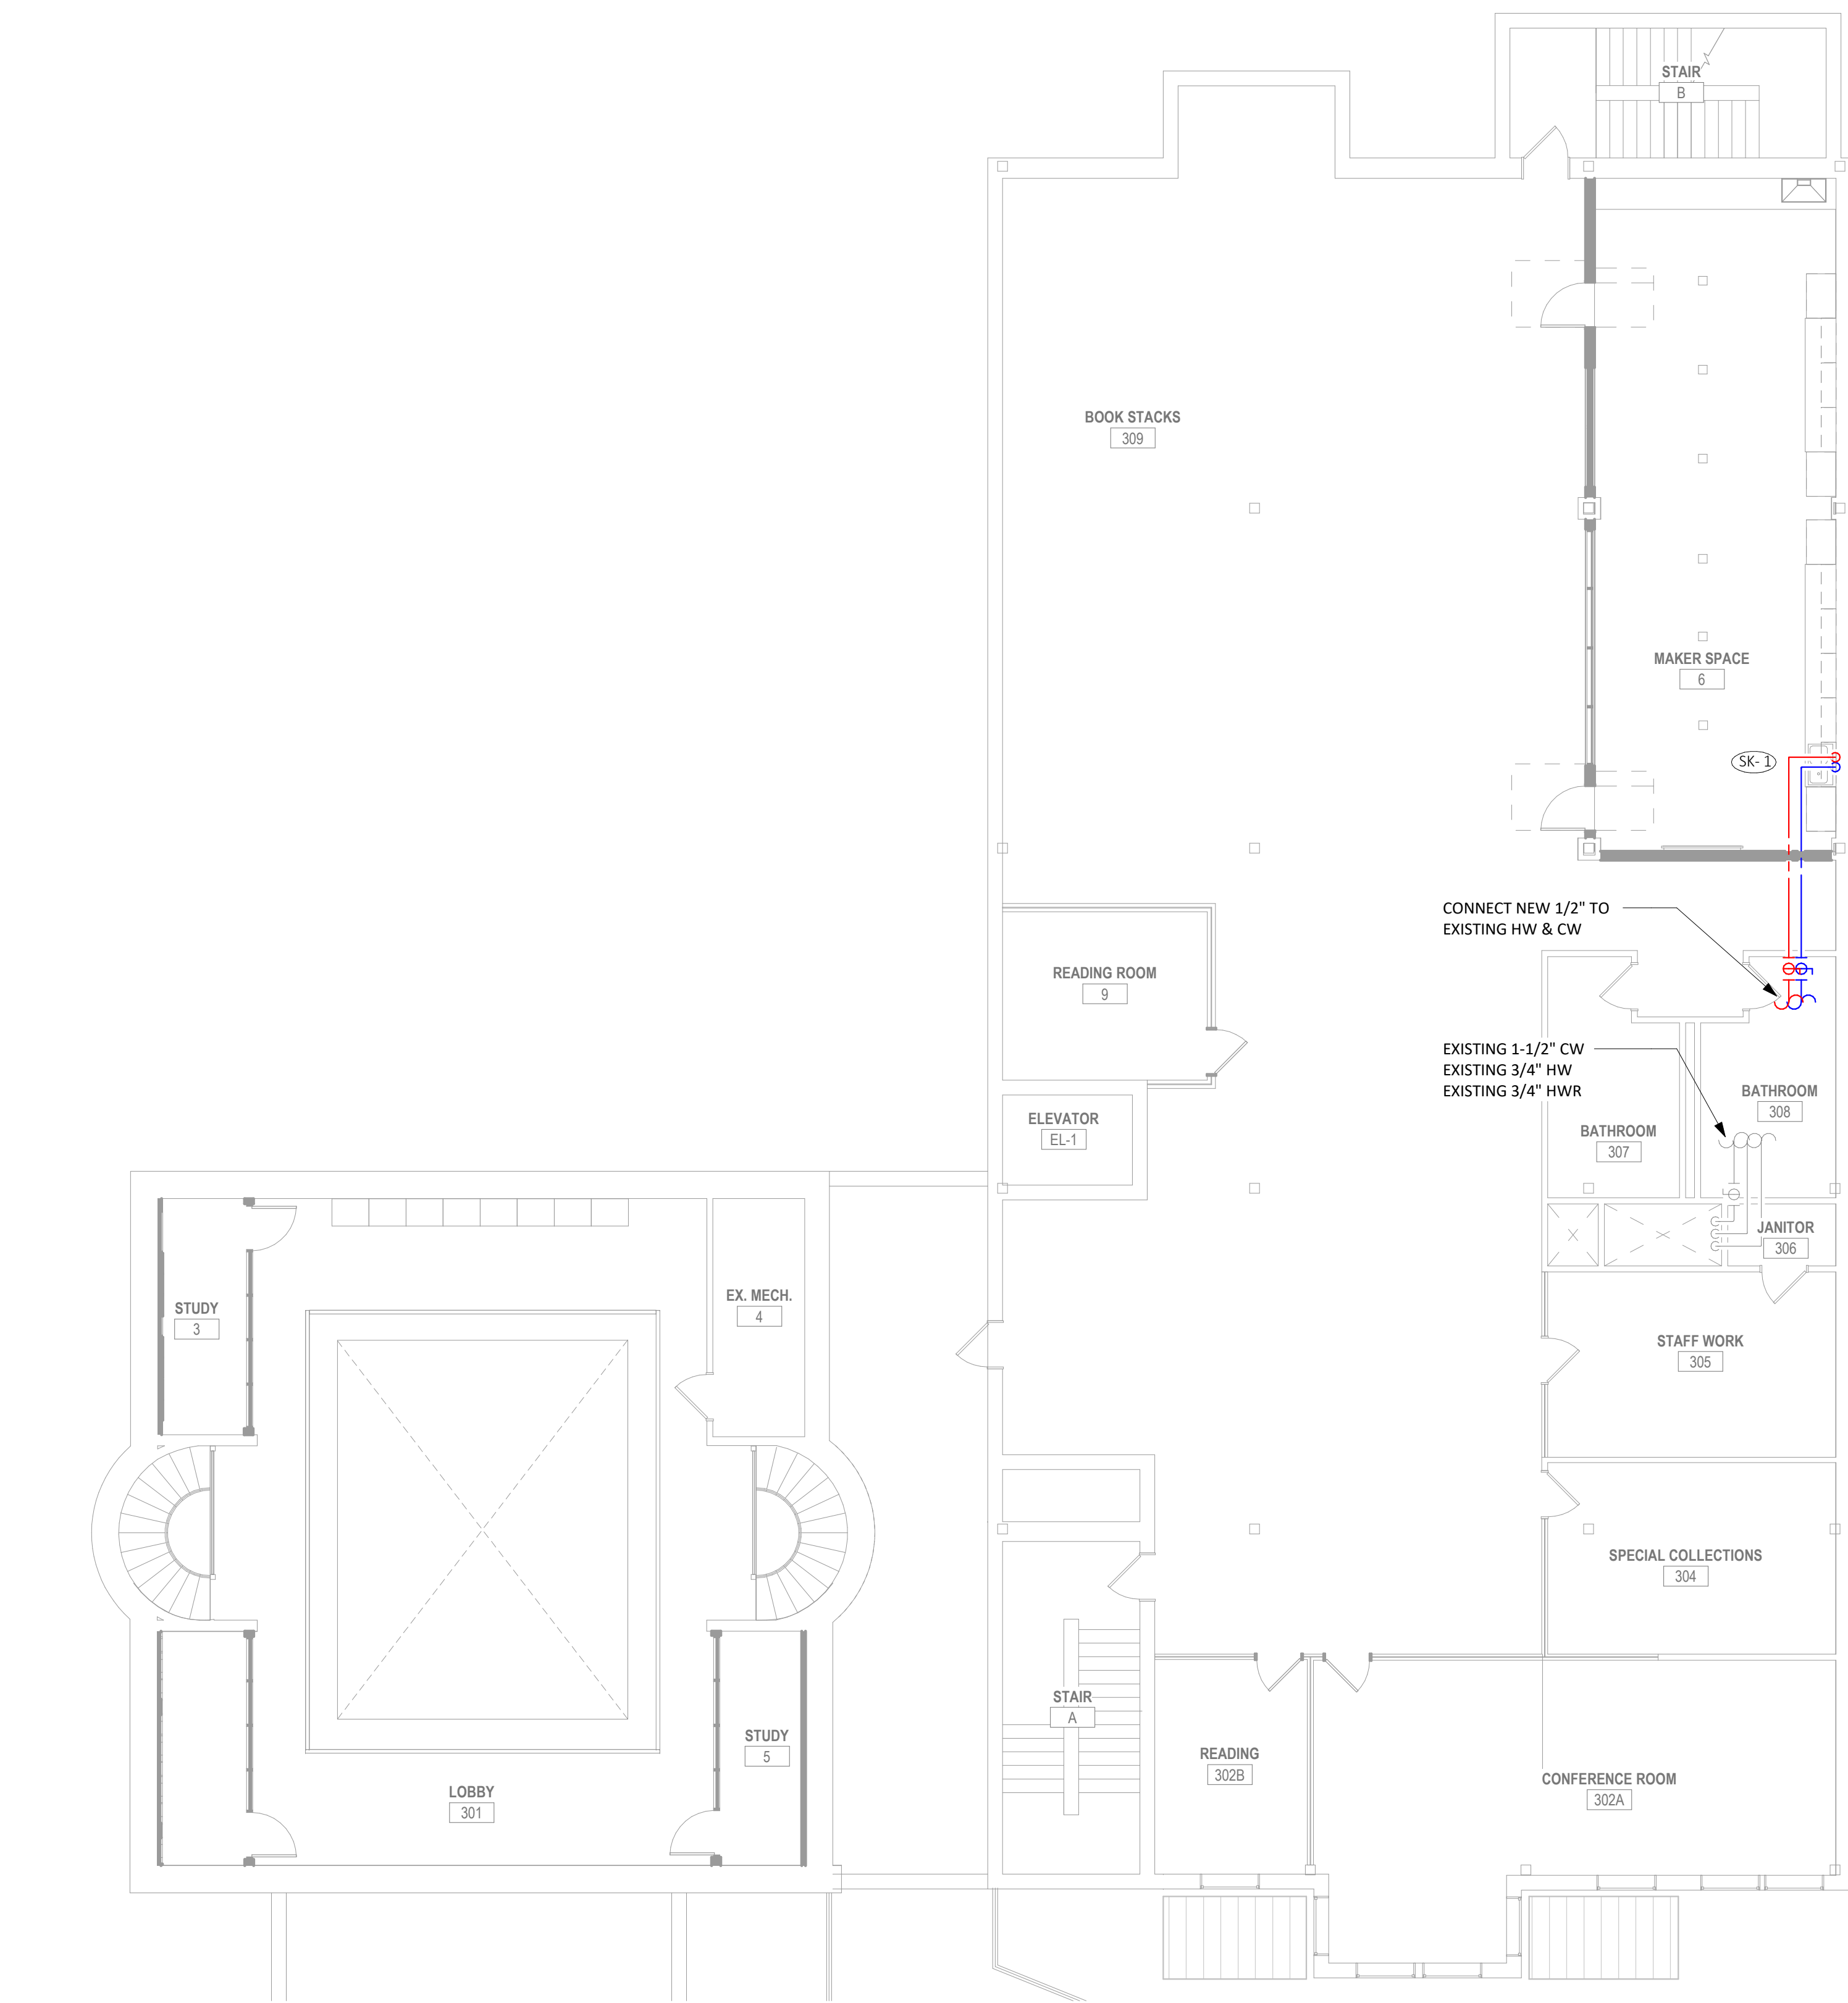 STAIR
B
BOOK STACKS
309
MAKER SPACE
6
SK- 1
CONNECT NEW 1/2" TO
EXISTING HW & CW
READING ROOM
9
EXISTING 1-1/2" CW
EXISTING 3/4" HW
EXISTING 3/4" HWR
BATHROOM
308
ELEVATOR
EL-1
BATHROOM
307
JANITOR
306
EX. MECH.
4
STUDY
3
STAFF WORK
305
SPECIAL COLLECTIONS
304
STAIR
A
STUDY
5
READING
302B
CONFERENCE ROOM
302A
LOBBY
301